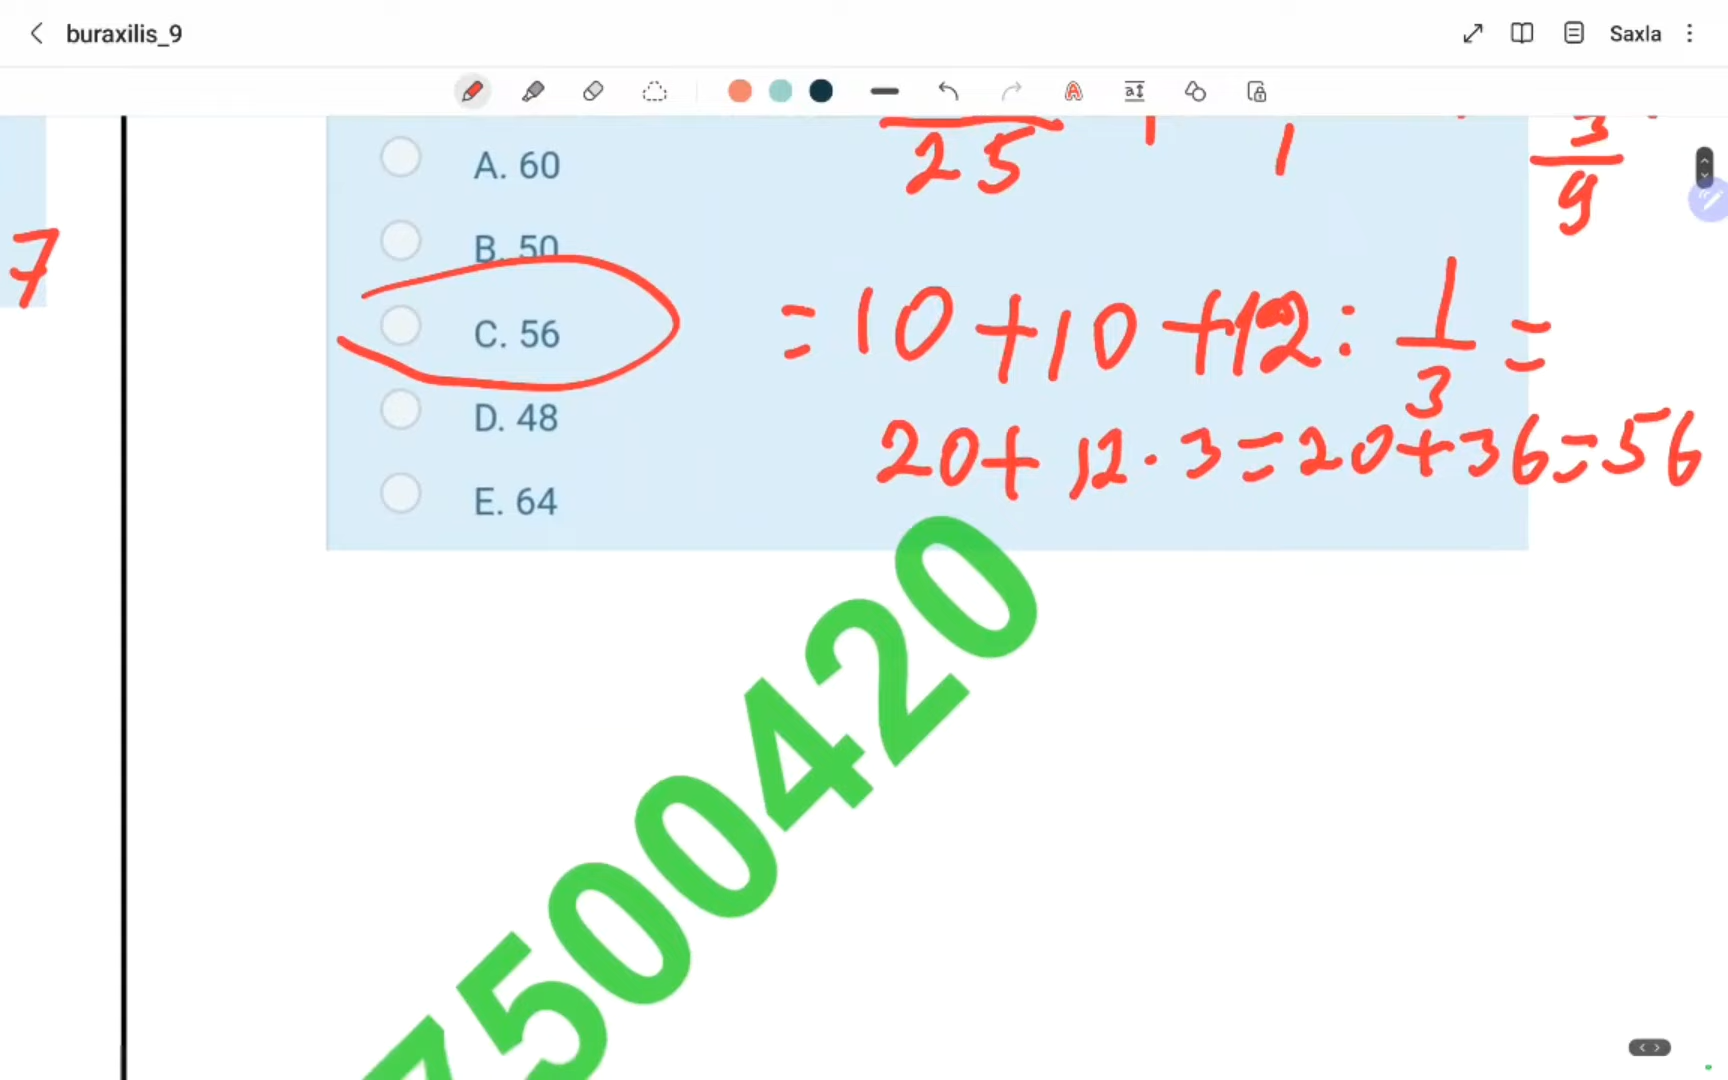 buraxilis_9
Saxla
A. 60
25
1
3
9
B. 50
7
C. 56
= 10 + 10 + 12 : 1/3 =
D. 48
20 + 12 · 3 = 20 + 36 = 56
E. 64
7500420